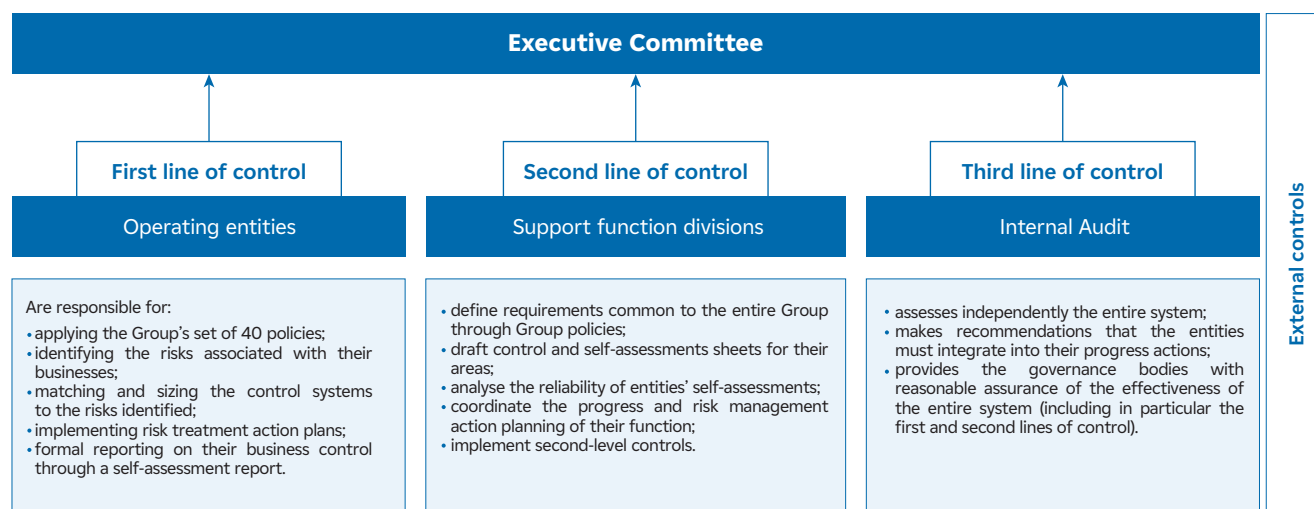 Executive Committee
First line of control
Operating entities
Are responsible for:
• applying the Group's set of 40 policies;
• identifying the risks associated with their
businesses;
• matching and sizing the control systems
to the risks identified;
• implementing risk treatment action plans;
• formal reporting on their business control
through a self-assessment report.
Second line of control
Support function divisions
• define requirements common to the entire Group
through Group policies;
• draft control and self-assessments sheets for their
areas;
• analyse the reliability of entities' self-assessments;
• coordinate the progress and risk management
action planning of their function;
• implement second-level controls.
Third line of control
Internal Audit
• assesses independently the entire system;
• makes recommendations that the entities
must integrate into their progress actions;
• provides the governance bodies with
reasonable assurance of the effectiveness of
the entire system (including in particular the
first and second lines of control).
External controls